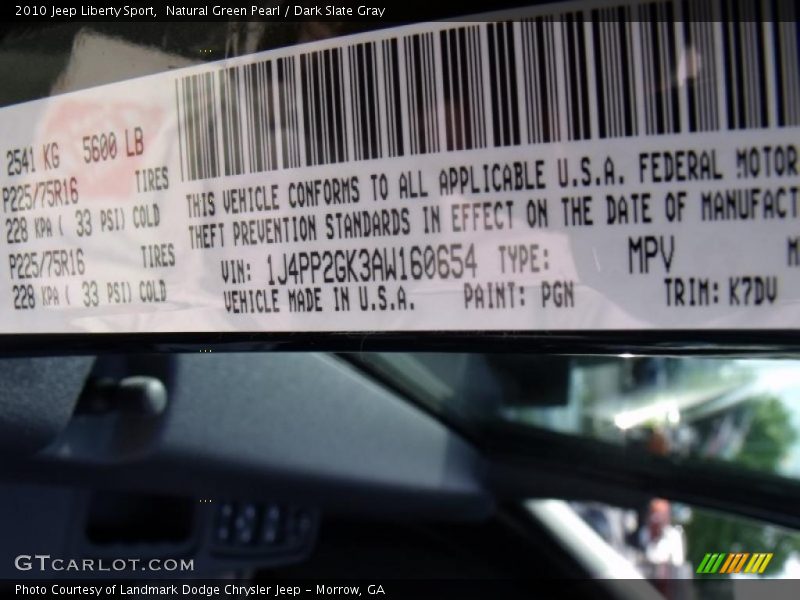 2010 Jeep Liberty Sport,  Natural Green Pearl / Dark Slate Gray
2541 KG 5600 LB
P225/75R16 TIRES
228 KPA ( 33 PSI) COLD
P225/75R16 TIRES
228 KPA ( 33 PSI) COLD
THIS VEHICLE CONFORMS TO ALL APPLICABLE U.S.A. FEDERAL MOTOR
THEFT PREVENTION STANDARDS IN EFFECT ON THE DATE OF MANUFACT
VIN: 1J4PP2GK3AW160654 TYPE: MPV
VEHICLE MADE IN U.S.A. PAINT: PGN TRIM: K7DV
GTCARLOT.COM
Photo Courtesy of Landmark Dodge Chrysler Jeep - Morrow, GA